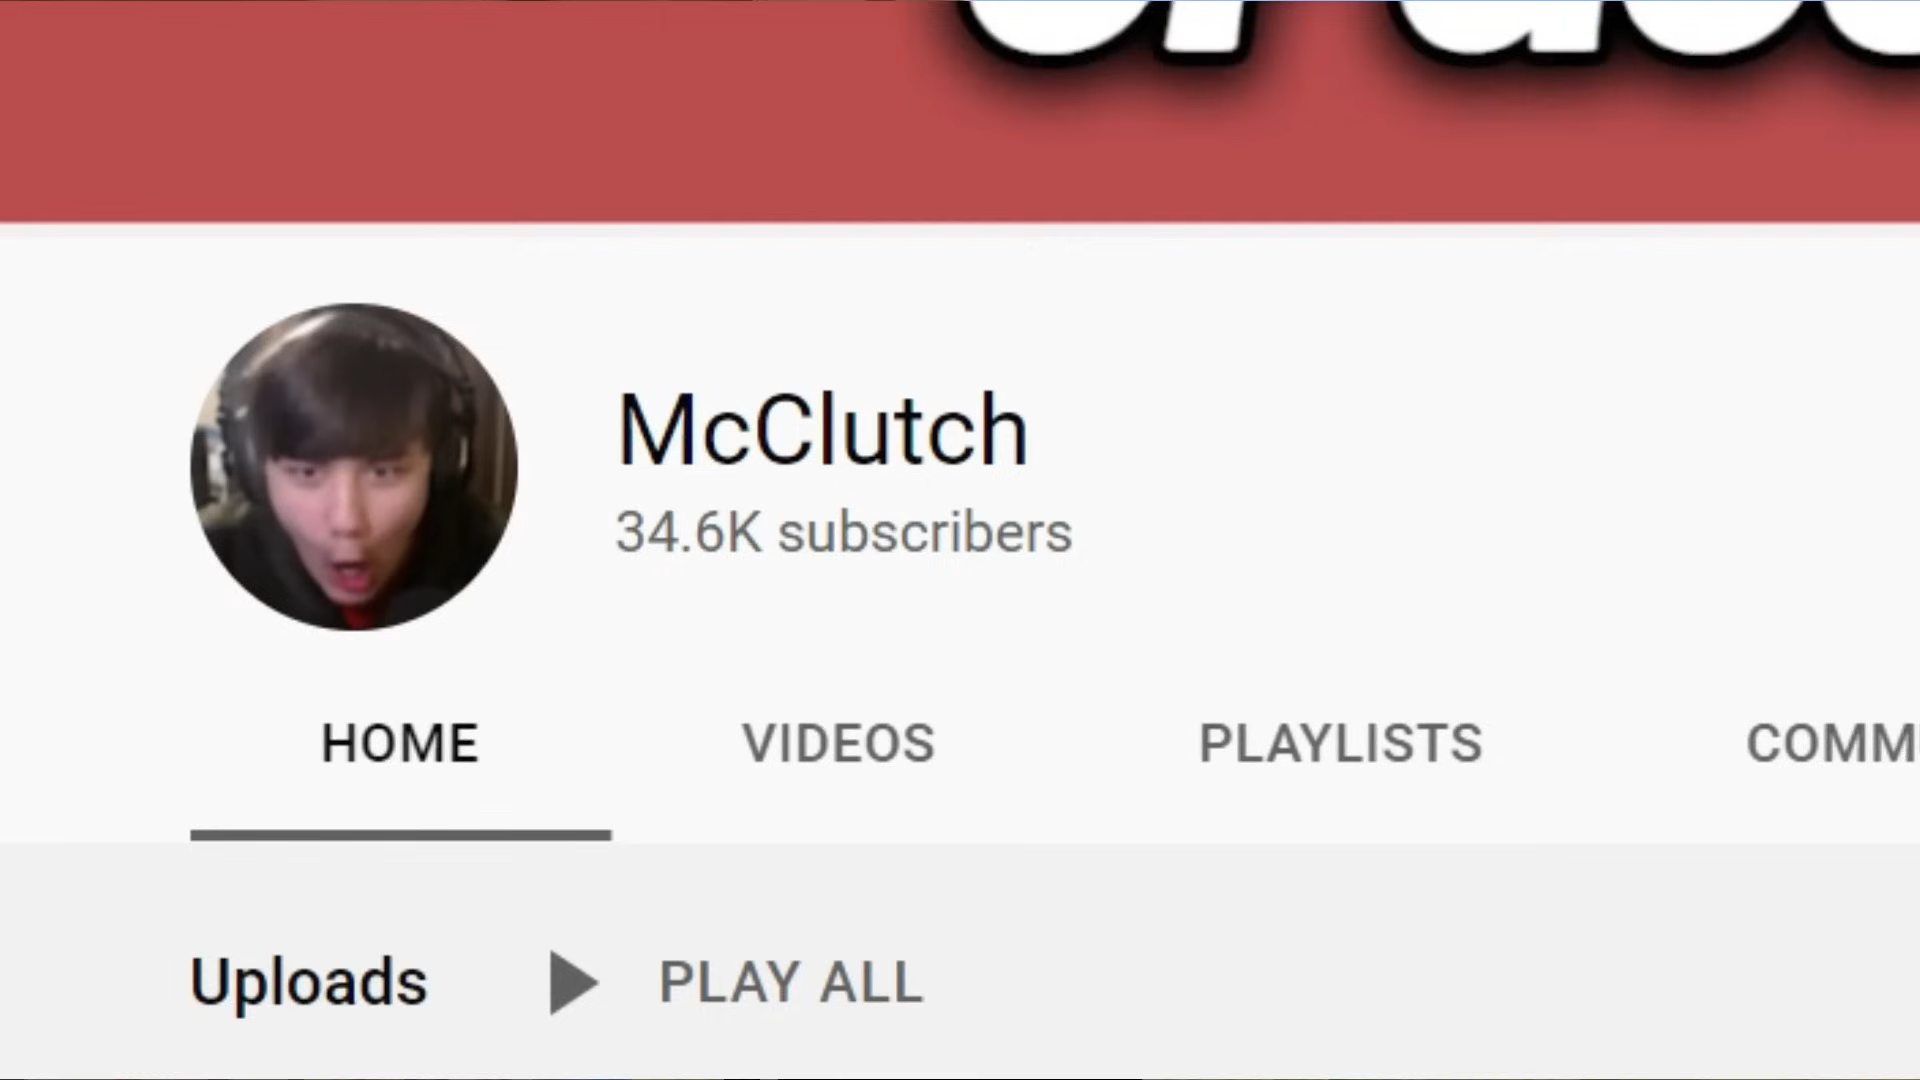 McClutch
34.6K subscribers
HOME VIDEOS PLAYLISTS
Uploads PLAY ALL